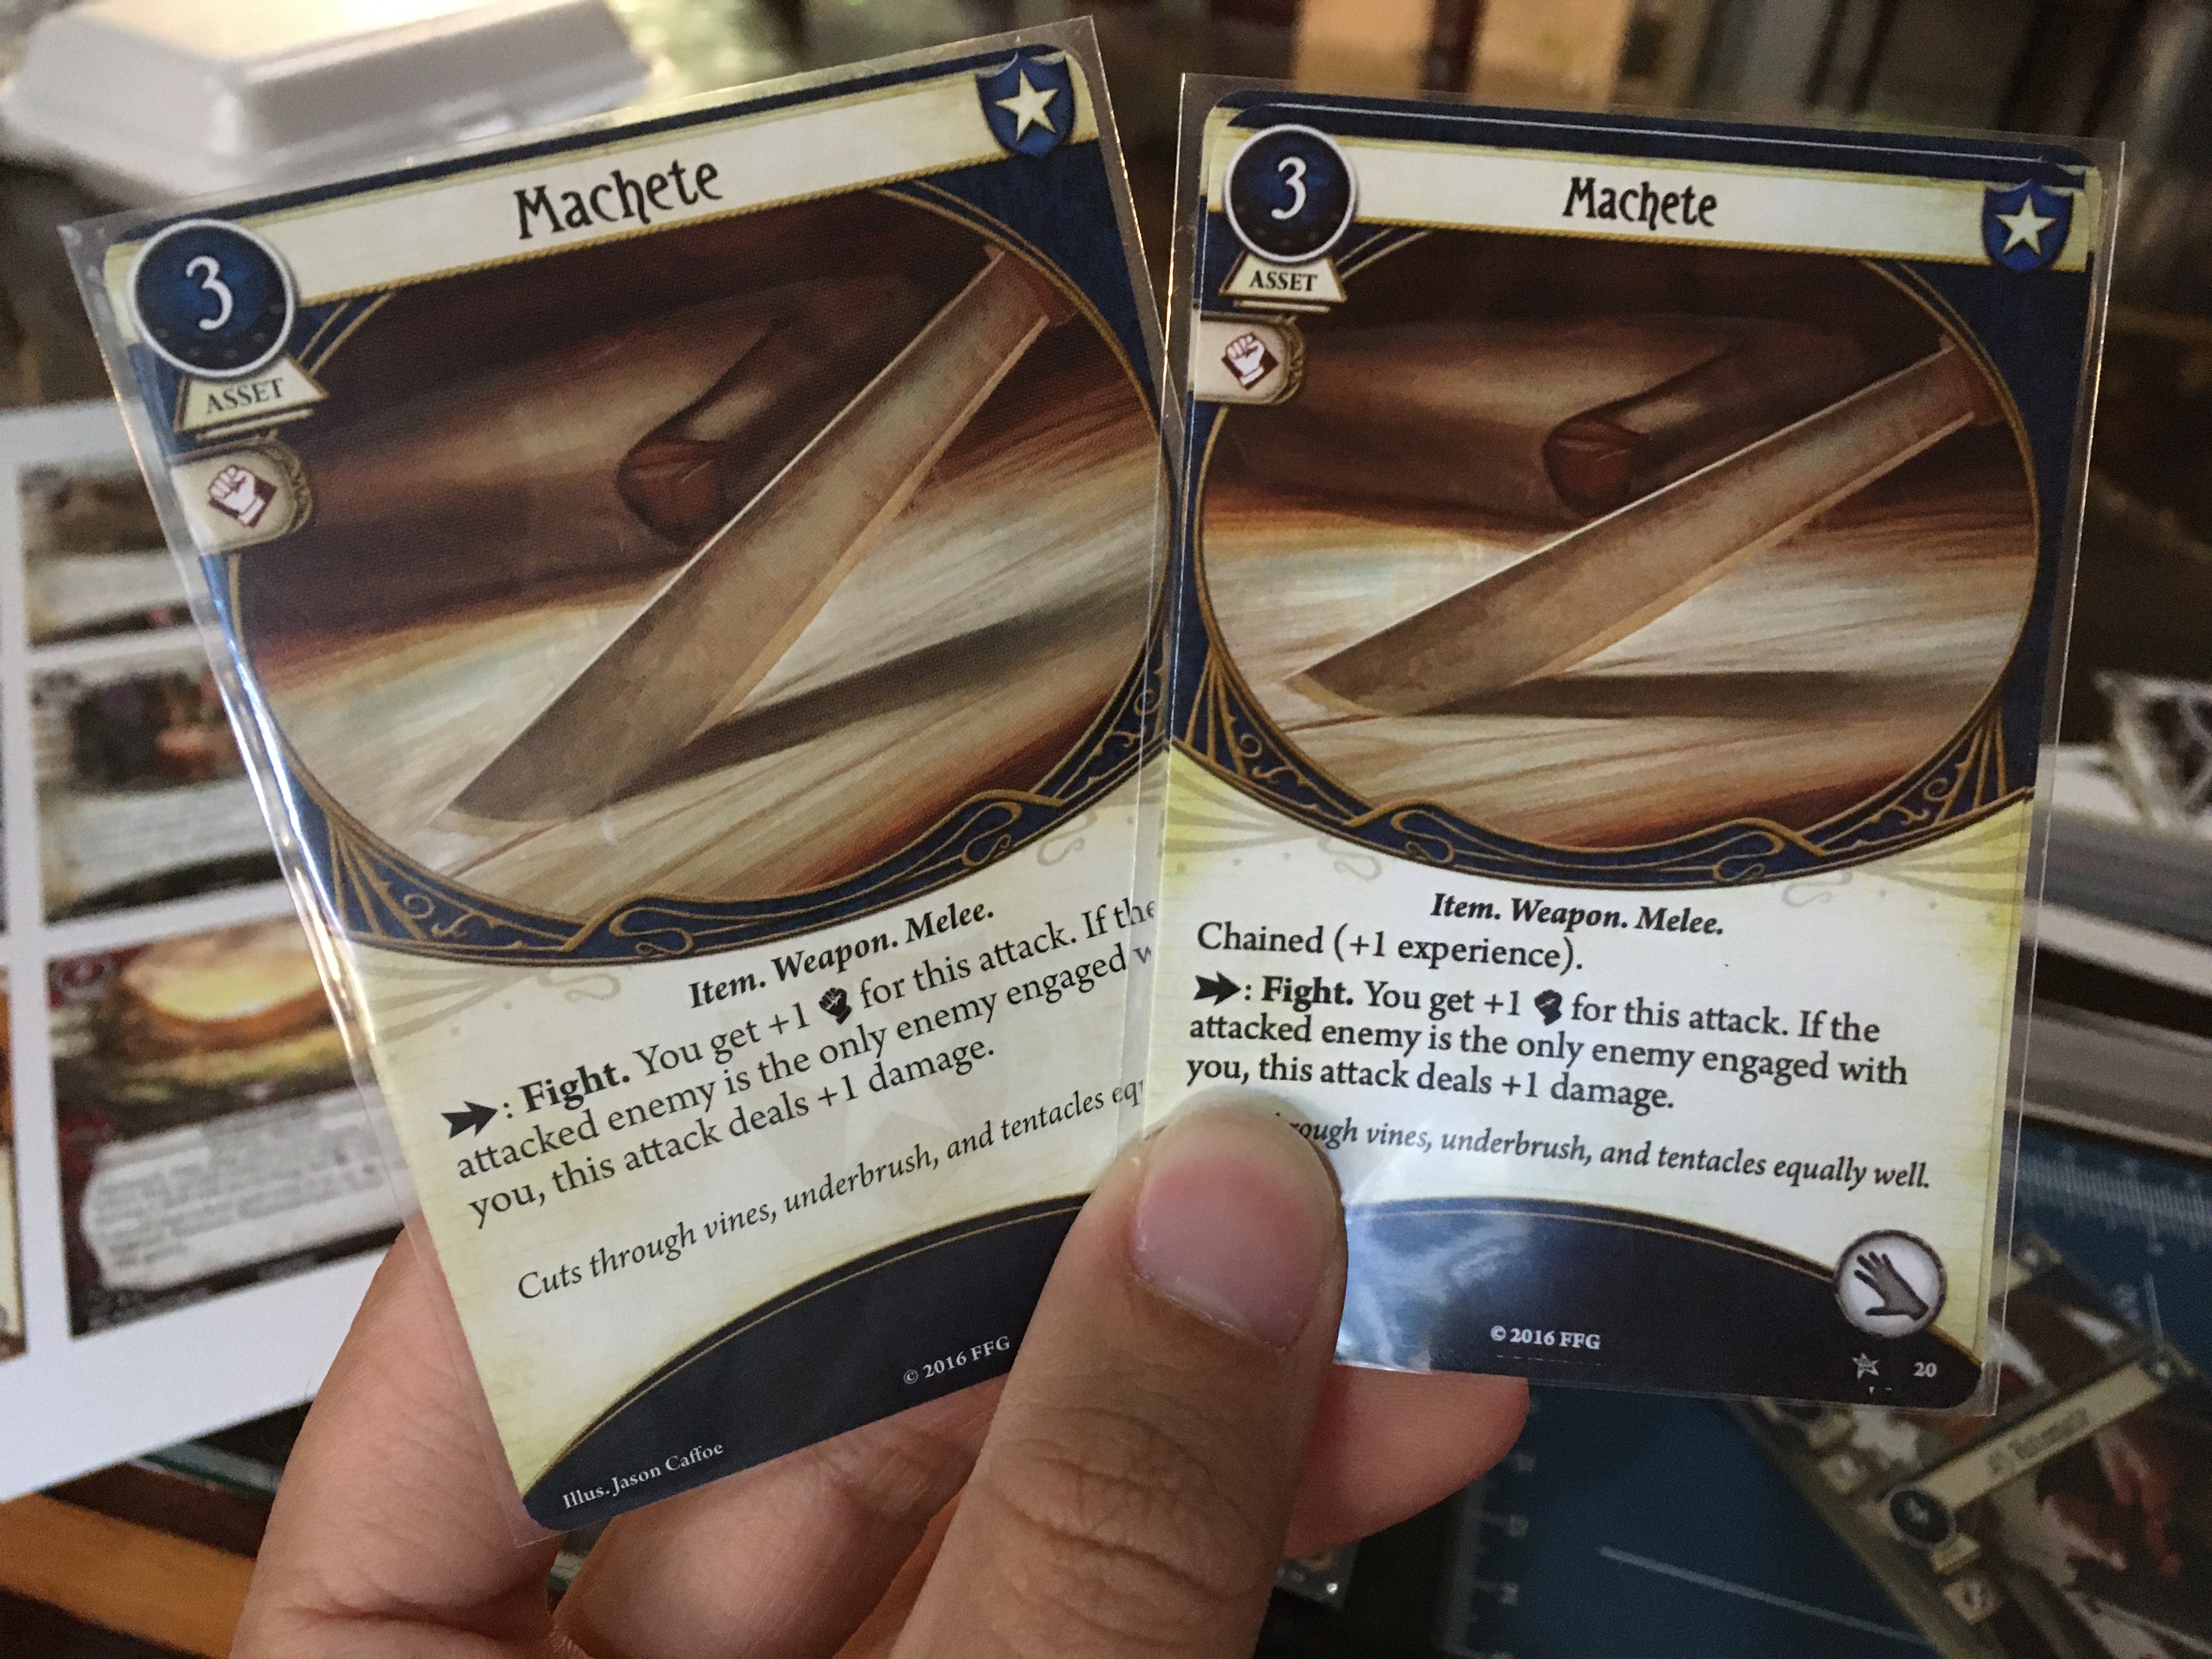 Machete
3
ASSET
Item. Weapon. Melee.
: Fight. You get +1 for this attack. If the
attacked enemy is the only enemy engaged
you, this attack deals +1 damage.
Cuts through vines, underbrush, and tentacles
Illus. Jason Caffoe
© 2016 FFG
Machete
3
ASSET
Item. Weapon. Melee.
Chained (+1 experience).
: Fight. You get +1 for this attack. If the
attacked enemy is the only enemy engaged with
you, this attack deals +1 damage.
vines, underbrush, and tentacles equally well.
© 2016 FFG
20